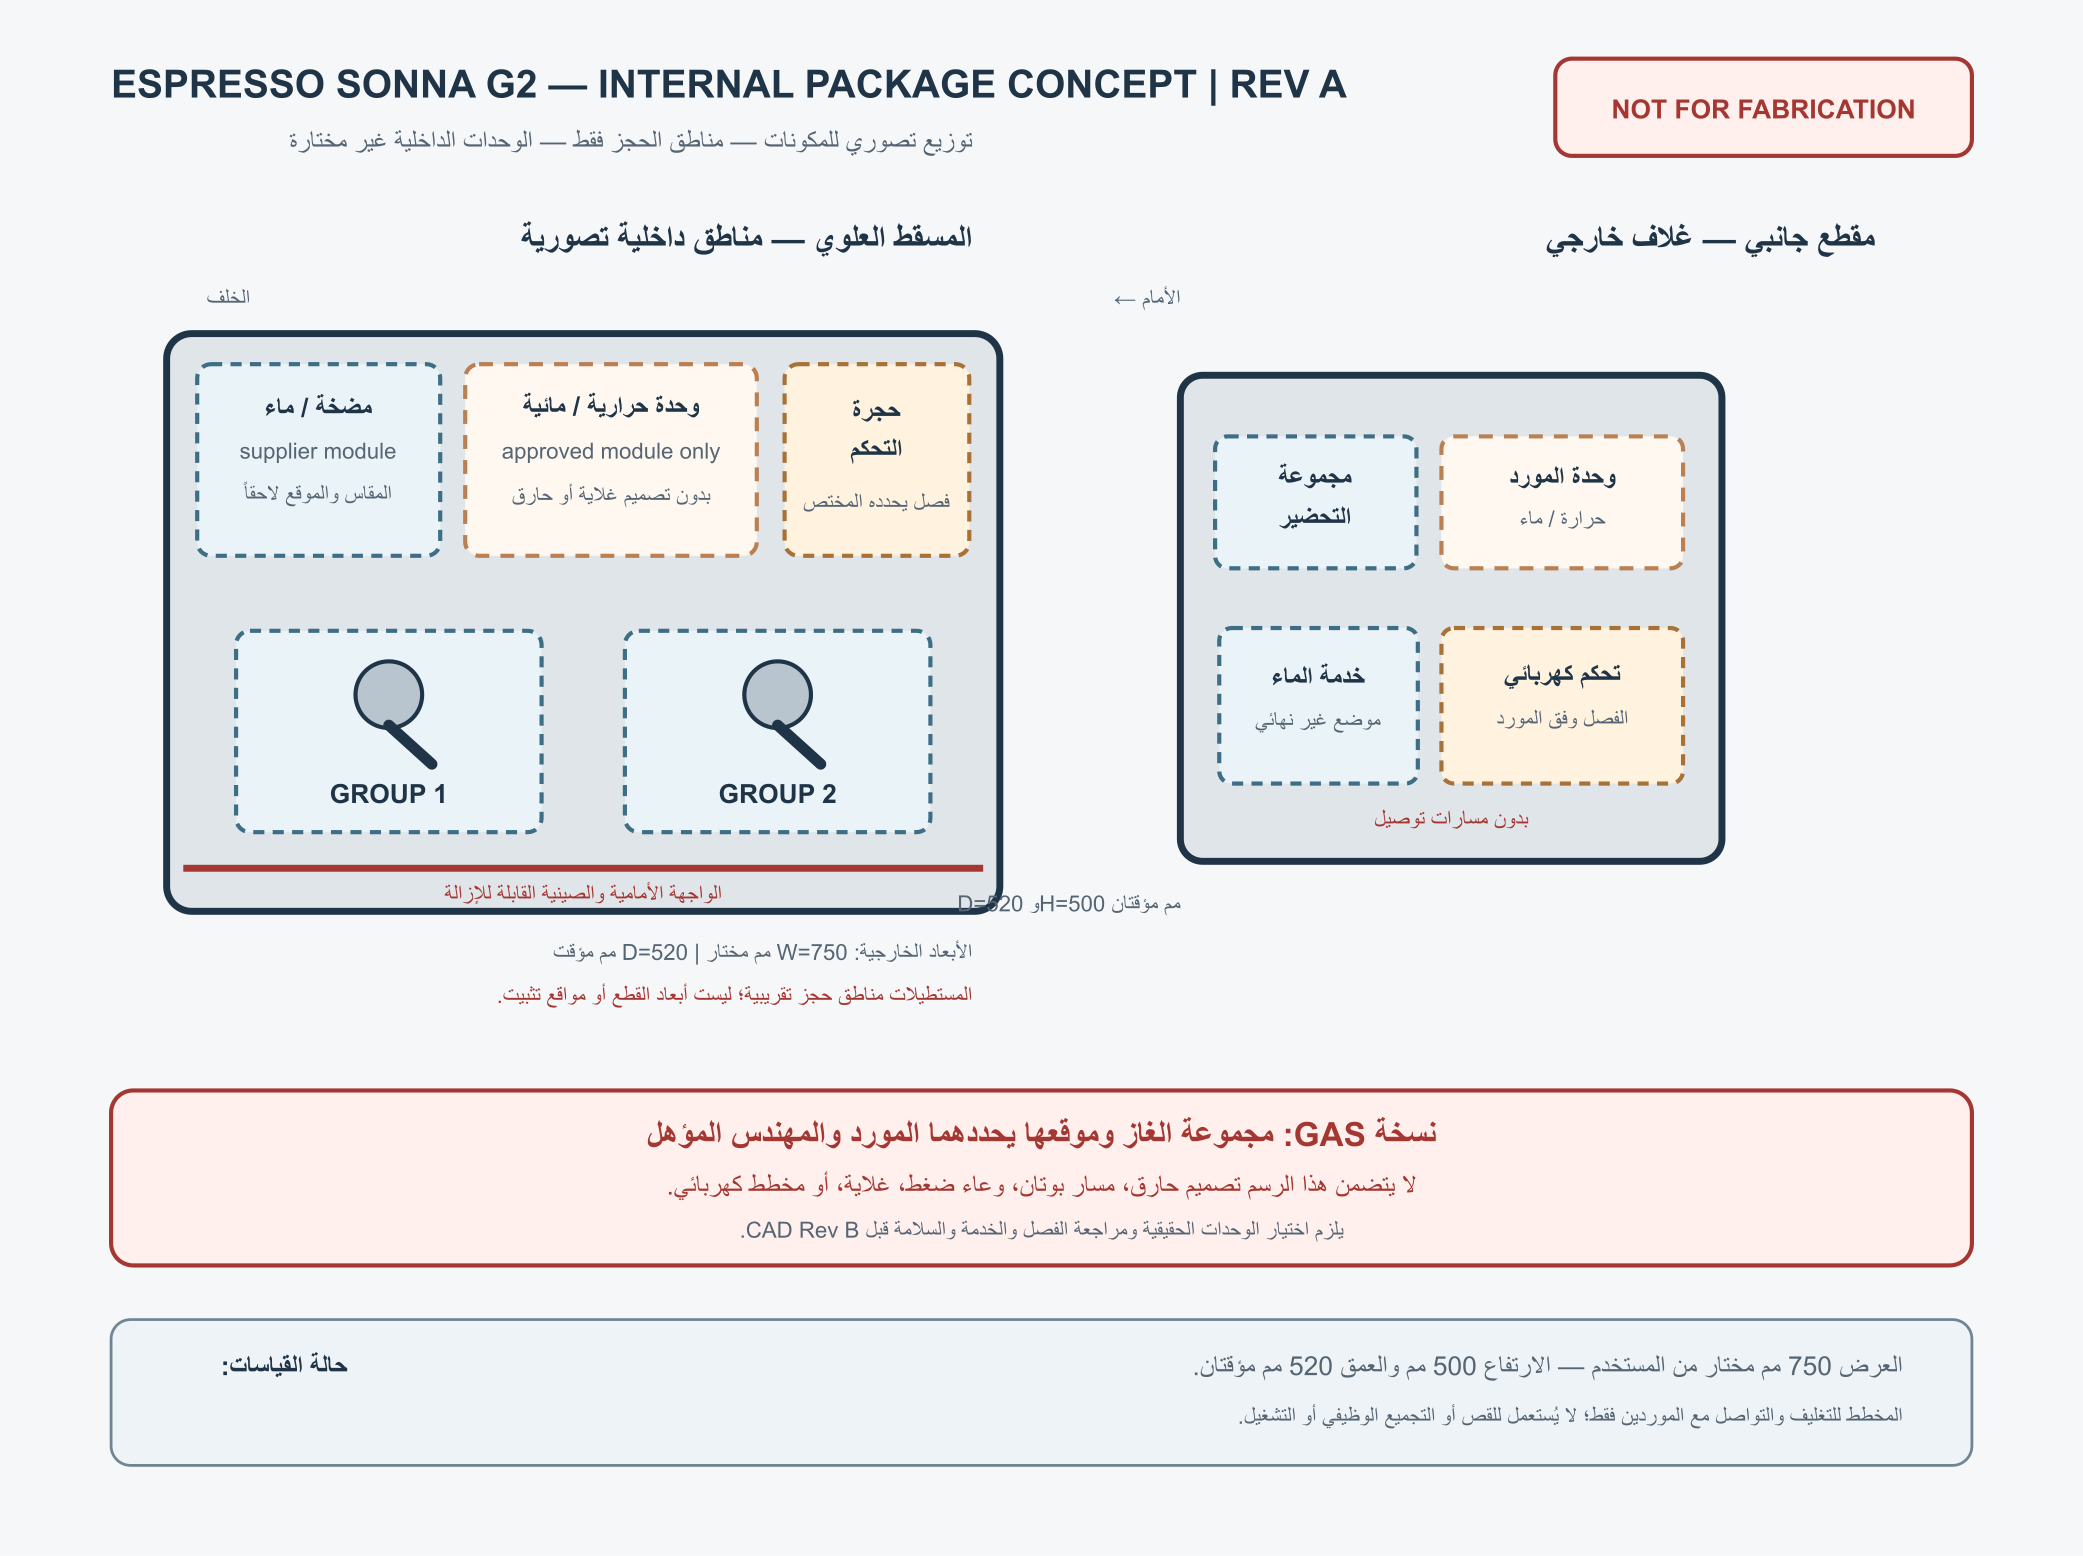 ESPRESSO SONNA G2 — INTERNAL PACKAGE CONCEPT | REV A
NOT FOR FABRICATION
توزيع تصوري للمكونات — مناطق الحجز فقط — الوحدات الداخلية غير مختارة
المسقط العلوي — مناطق داخلية تصورية
الخلف
مضخة / ماء
supplier module
المقاس والموقع لاحقاً
وحدة حرارية / مائية
approved module only
بدون تصميم غلاية أو حارق
حجرة
التحكم
فصل يحدده المختص
GROUP 1
GROUP 2
الواجهة الأمامية والصينية القابلة للإزالة
الأبعاد الخارجية: W=750 مم مختار | D=520 مم مؤقت
المستطيلات مناطق حجز تقريبية؛ ليست أبعاد القطع أو مواقع تثبيت.
مقطع جانبي — غلاف خارجي
الأمام ←
مجموعة
التحضير
وحدة المورد
حرارة / ماء
خدمة الماء
موضع غير نهائي
تحكم كهربائي
الفصل وفق المورد
بدون مسارات توصيل
D=520 وH=500 مم مؤقتان
نسخة GAS: مجموعة الغاز وموقعها يحددهما المورد والمهندس المؤهل
لا يتضمن هذا الرسم تصميم حارق، مسار بوتان، وعاء ضغط، غلاية، أو مخطط كهربائي.
يلزم اختيار الوحدات الحقيقية ومراجعة الفصل والخدمة والسلامة قبل CAD Rev B.
حالة القياسات:
العرض 750 مم مختار من المستخدم — الارتفاع 500 مم والعمق 520 مم مؤقتان.
المخطط للتغليف والتواصل مع الموردين فقط؛ لا يُستعمل للقص أو التجميع الوظيفي أو التشغيل.